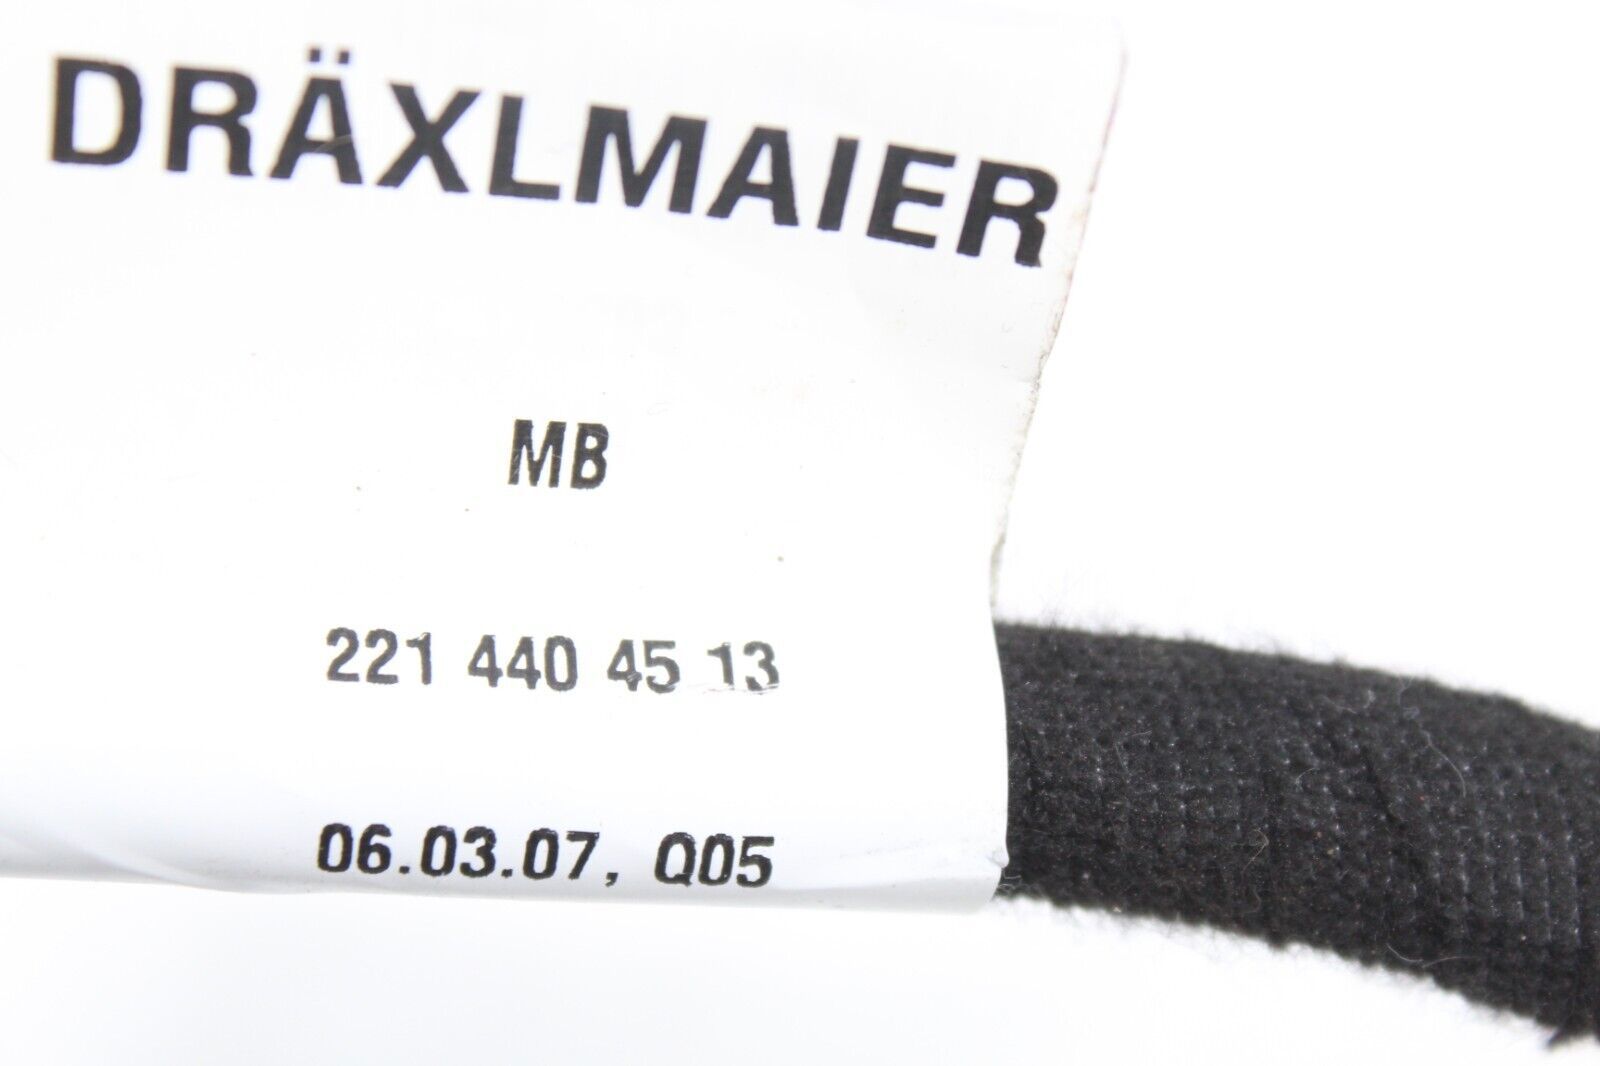 DRÄXLMAIER
MB
221 440 45 13
06.03.07, Q05